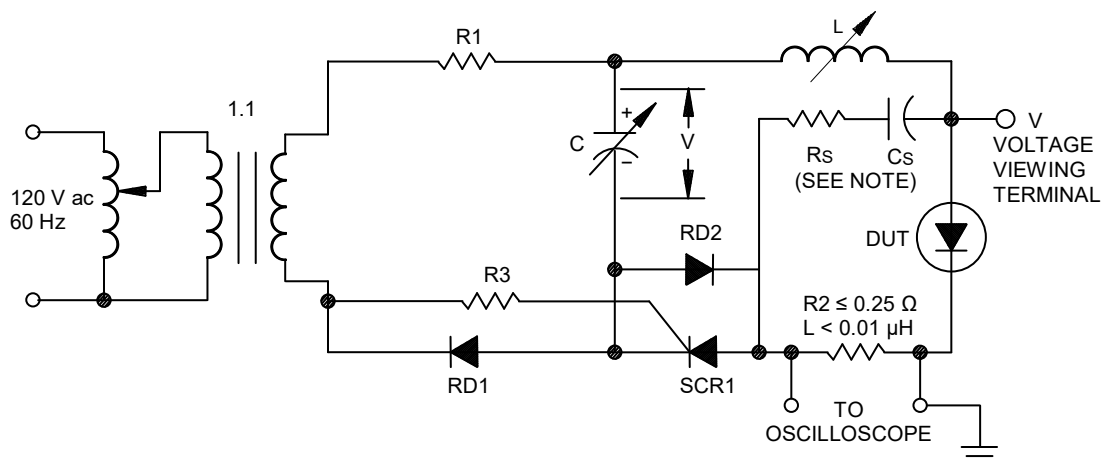 R1
L
1.1
120 V ac
60 Hz
+
C
–
V
RS
(SEE NOTE)
CS
V
VOLTAGE
VIEWING
TERMINAL
RD2
DUT
R3
R2 ≤ 0.25 Ω
L < 0.01 µH
RD1
SCR1
TO
OSCILLOSCOPE